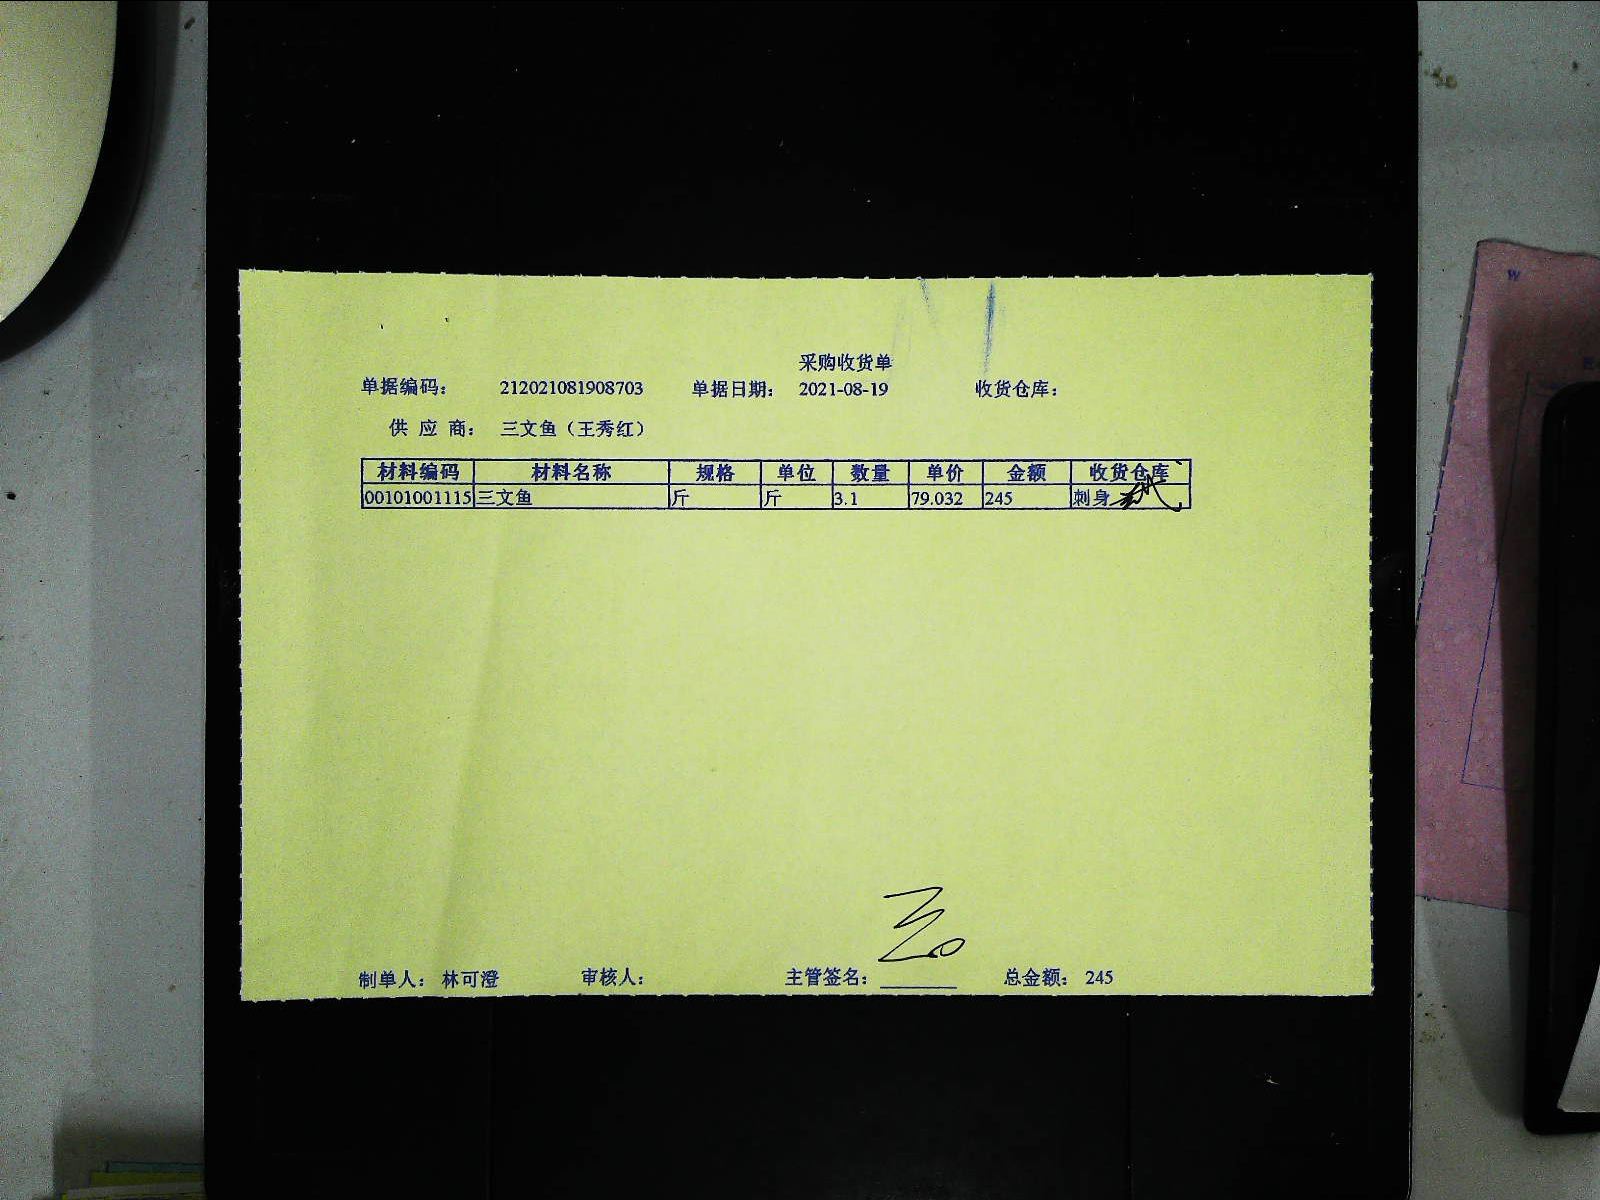 采购收货单
单据编码： 212021081908703 单据日期： 2021-08-19 收货仓库：
供 应 商： 三文鱼（王秀红）
材料编码 材料名称 规格 单位 数量 单价 金额 收货仓库
00101001115 三文鱼 斤 斤 3.1 79.032 245 刺身
制单人： 林可澄 审核人： 主管签名： 总金额： 245
W